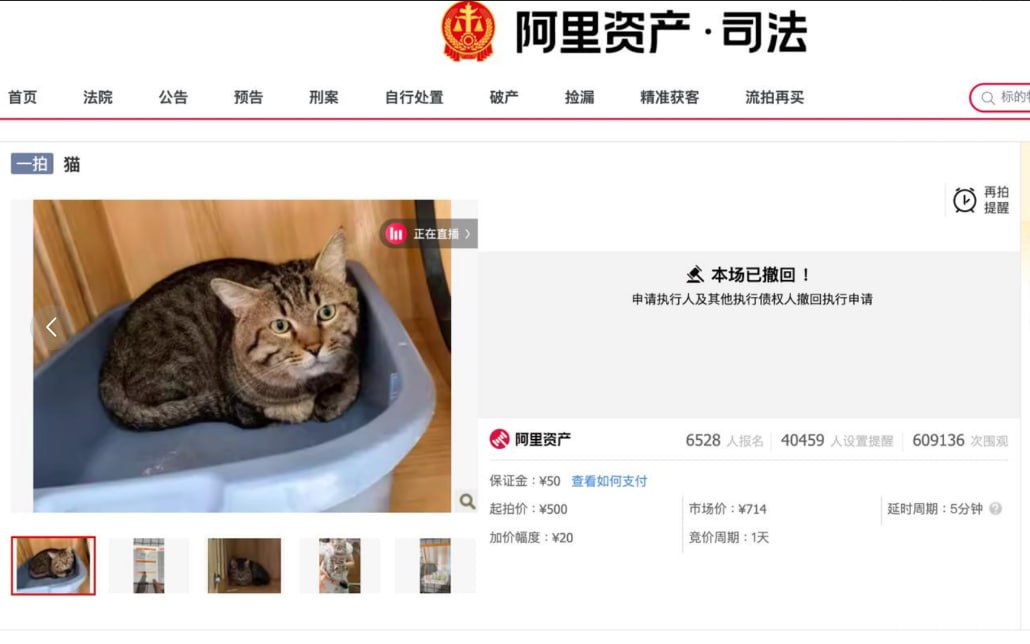 阿里资产·司法
首页 法院 公告 预告 刑案 自行处置 破产 捡漏 精准获客 流拍再买 标的
一拍 猫
再拍
提醒
正在直播
本场已撤回！
申请执行人及其他执行债权人撤回执行申请
阿里资产 6528 人报名 40459 人设置提醒 609136 次围观
保证金：¥50 查看如何支付
起拍价：¥500 市场价：¥714 延时周期：5分钟
加价幅度：¥20 竞价周期：1天